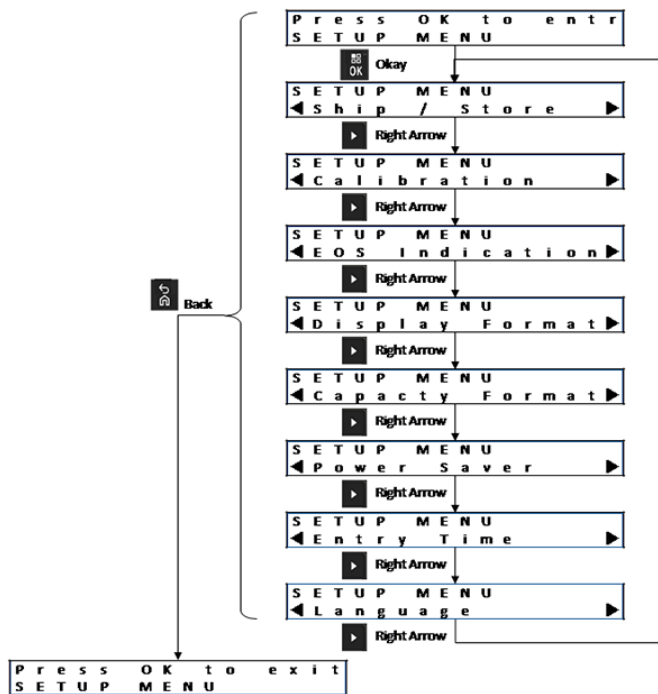 Press OK to entr
SETUP MENU
OK Okay
SETUP MENU
Ship / Store
Right Arrow
SETUP MENU
Calibration
Right Arrow
SETUP MENU
EOS Indication
Right Arrow
Back
SETUP MENU
Display Format
Right Arrow
SETUP MENU
Capacty Format
Right Arrow
SETUP MENU
Power Saver
Right Arrow
SETUP MENU
Entry Time
Right Arrow
SETUP MENU
Language
Right Arrow
Press OK to exit
SETUP MENU